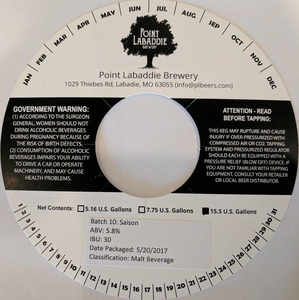 JAN FEB MAR APR MAY JUN JUL AUG SEP OCT NOV DEC
POINT
LABADDIE
BREWERY
Point Labaddie Brewery
1029 Thiebes Rd, Labadie, MO 63055 (info@plbeers.com)
GOVERNMENT WARNING:
(1) ACCORDING TO THE SURGEON
GENERAL, WOMEN SHOULD NOT
DRINK ALCOHOLIC BEVERAGES
DURING PREGNANCY BECAUSE OF
THE RISK OF BIRTH DEFECTS.
(2) CONSUMPTION OF ALCOHOLIC
BEVERAGES IMPAIRS YOUR ABILITY
TO DRIVE A CAR OR OPERATE
MACHINERY, AND MAY CAUSE
HEALTH PROBLEMS.
ATTENTION - READ
BEFORE TAPPING:
THIS KEG MAY RUPTURE AND CAUSE
INJURY IF OVER PRESSURIZED WITH
COMPRESSED AIR OR CO2. TAPPING
SYSTEM AND PRESSURIZED REGULATOR
SHOULD EACH BE EQUIPPED WITH A
PRESSURE RELIEF (BLOW OFF) DEVICE. IF
YOU ARE NOT FAMILIAR WITH TAPPING
EQUIPMENT, CONSULT YOUR RETAILER
OR LOCAL BEER DISTRIBUTOR.
Net Contents: 5.16 U.S. Gallons 7.75 U.S. Gallons 15.5 U.S. Gallons
Batch ID: Saison
ABV: 5.8%
IBU: 30
Date Packaged: 5/20/2017
Classification: Malt Beverage
1 2 3 4 5 6 7 8 9 10 11 12 13 14 15 16 17 18 19 20 21 22 23 24 25 26 27 28 29 30 31